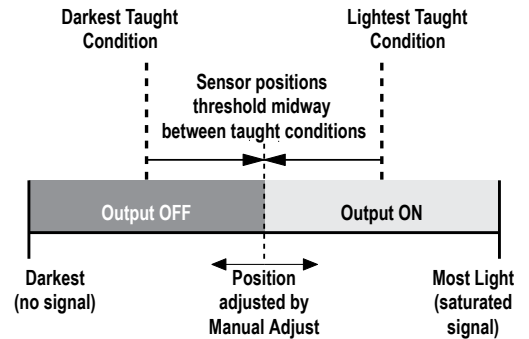 Darkest Taught
Condition
Lightest Taught
Condition
Sensor positions
threshold midway
between taught conditions
Output OFF
Output ON
Darkest
(no signal)
Position
adjusted by
Manual Adjust
Most Light
(saturated
signal)